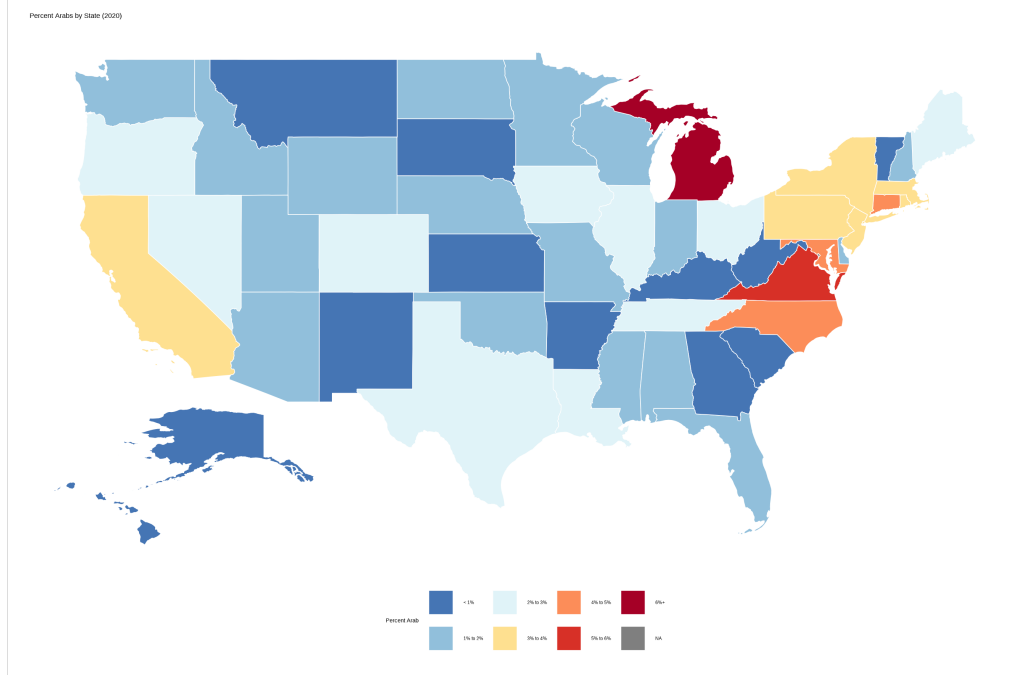 Percent Arabs by State (2020)
Percent Arab
< 1%
2% to 3%
4% to 5%
6%+
1% to 2%
3% to 4%
5% to 6%
NA